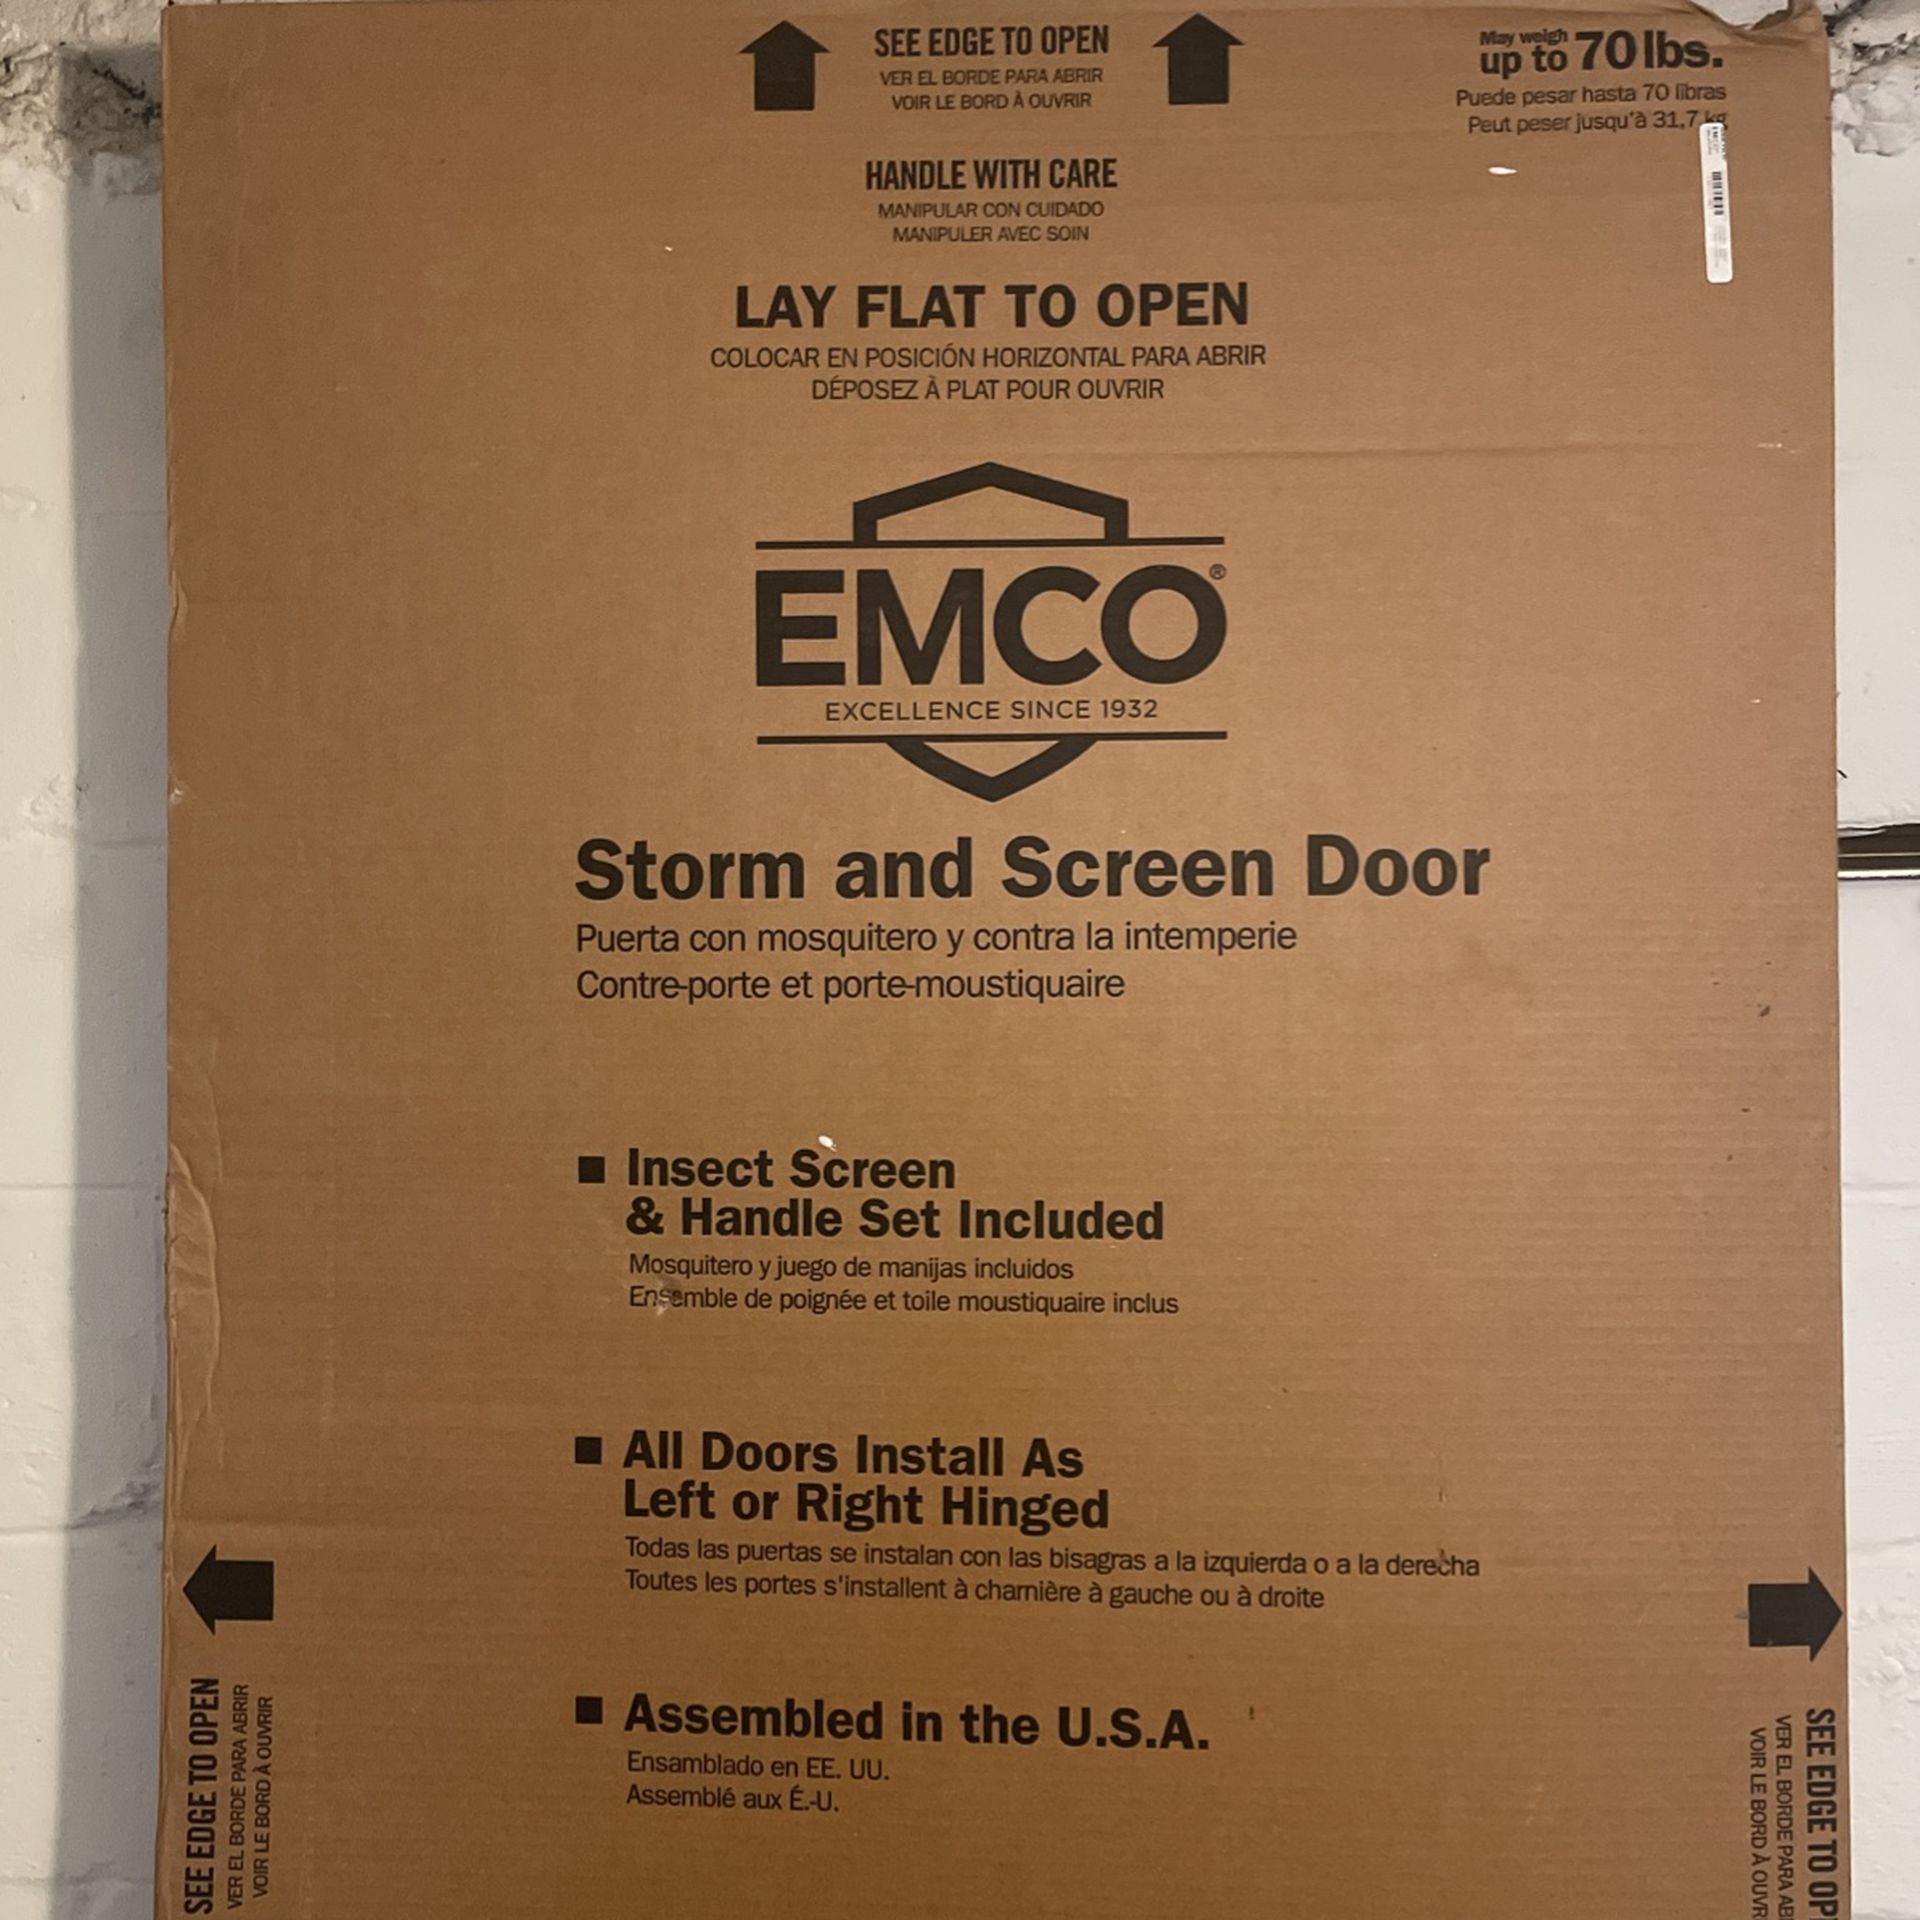 SEE EDGE TO OPEN
VER EL BORDE PARA ABRIR
VOIR LE BORD À OUVRIR
May weigh
up to 70 lbs.
Puede pesar hasta 70 libras
Peut peser jusqu'à 31,7 kg
HANDLE WITH CARE
MANIPULAR CON CUIDADO
MANIPULER AVEC SOIN
LAY FLAT TO OPEN
COLOCAR EN POSICIÓN HORIZONTAL PARA ABRIR
DÉPOSEZ À PLAT POUR OUVRIR
EMCO®
EXCELLENCE SINCE 1932
Storm and Screen Door
Puerta con mosquitero y contra la intemperie
Contre-porte et porte-moustiquaire
■ Insect Screen
& Handle Set Included
Mosquitero y juego de manijas incluidos
Ensemble de poignée et toile moustiquaire inclus
■ All Doors Install As
Left or Right Hinged
Todas las puertas se instalan con las bisagras a la izquierda o a la derecha
Toutes les portes s'installent à charnière à gauche ou à droite
■ Assembled in the U.S.A.
Ensamblado en EE. UU.
Assemblé aux É.-U.
SEE EDGE TO OPEN
VER EL BORDE PARA ABRIR
VOIR LE BORD À OUVRIR
SEE EDGE TO OP
VER EL BORDE PARA AB
VOIR LE BORD À OUVR